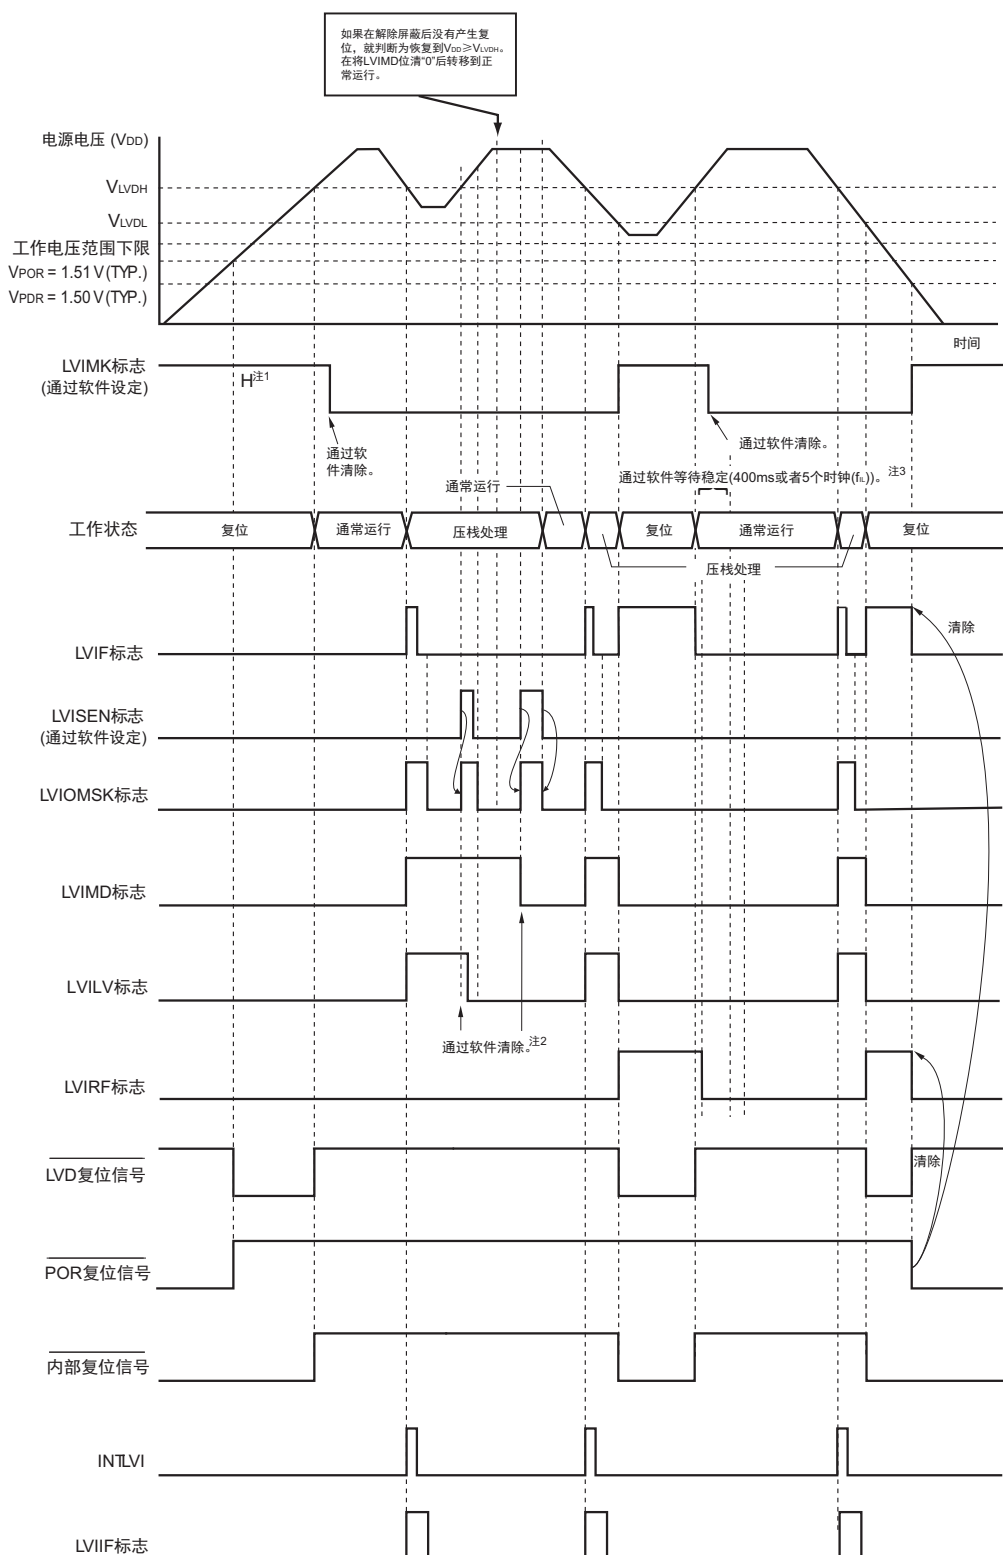 如果在解除屏蔽后没有产生复
位，就判断为恢复到VDD≥VLVDH。
在将LVIMD位清“0”后转移到正
常运行。
电源电压 (VDD)
VLVDH
VLVDL
工作电压范围下限
VPOR = 1.51 V (TYP.)
VPDR = 1.50 V (TYP.)
时间
LVIMK标志
(通过软件设定)
H注1
通过软
件清除。
通过软件清除。
通过软件等待稳定(400ms或者5个时钟(fIL))。注3
通常运行
工作状态
复位
通常运行
压栈处理
复位
通常运行
复位
压栈处理
清除
LVIF标志
LVISEN标志
(通过软件设定)
LVIOMSK标志
LVIMD标志
LVILV标志
通过软件清除。注2
LVIRF标志
清除
LVD复位信号
POR复位信号
内部复位信号
INTLVI
LVIIF标志